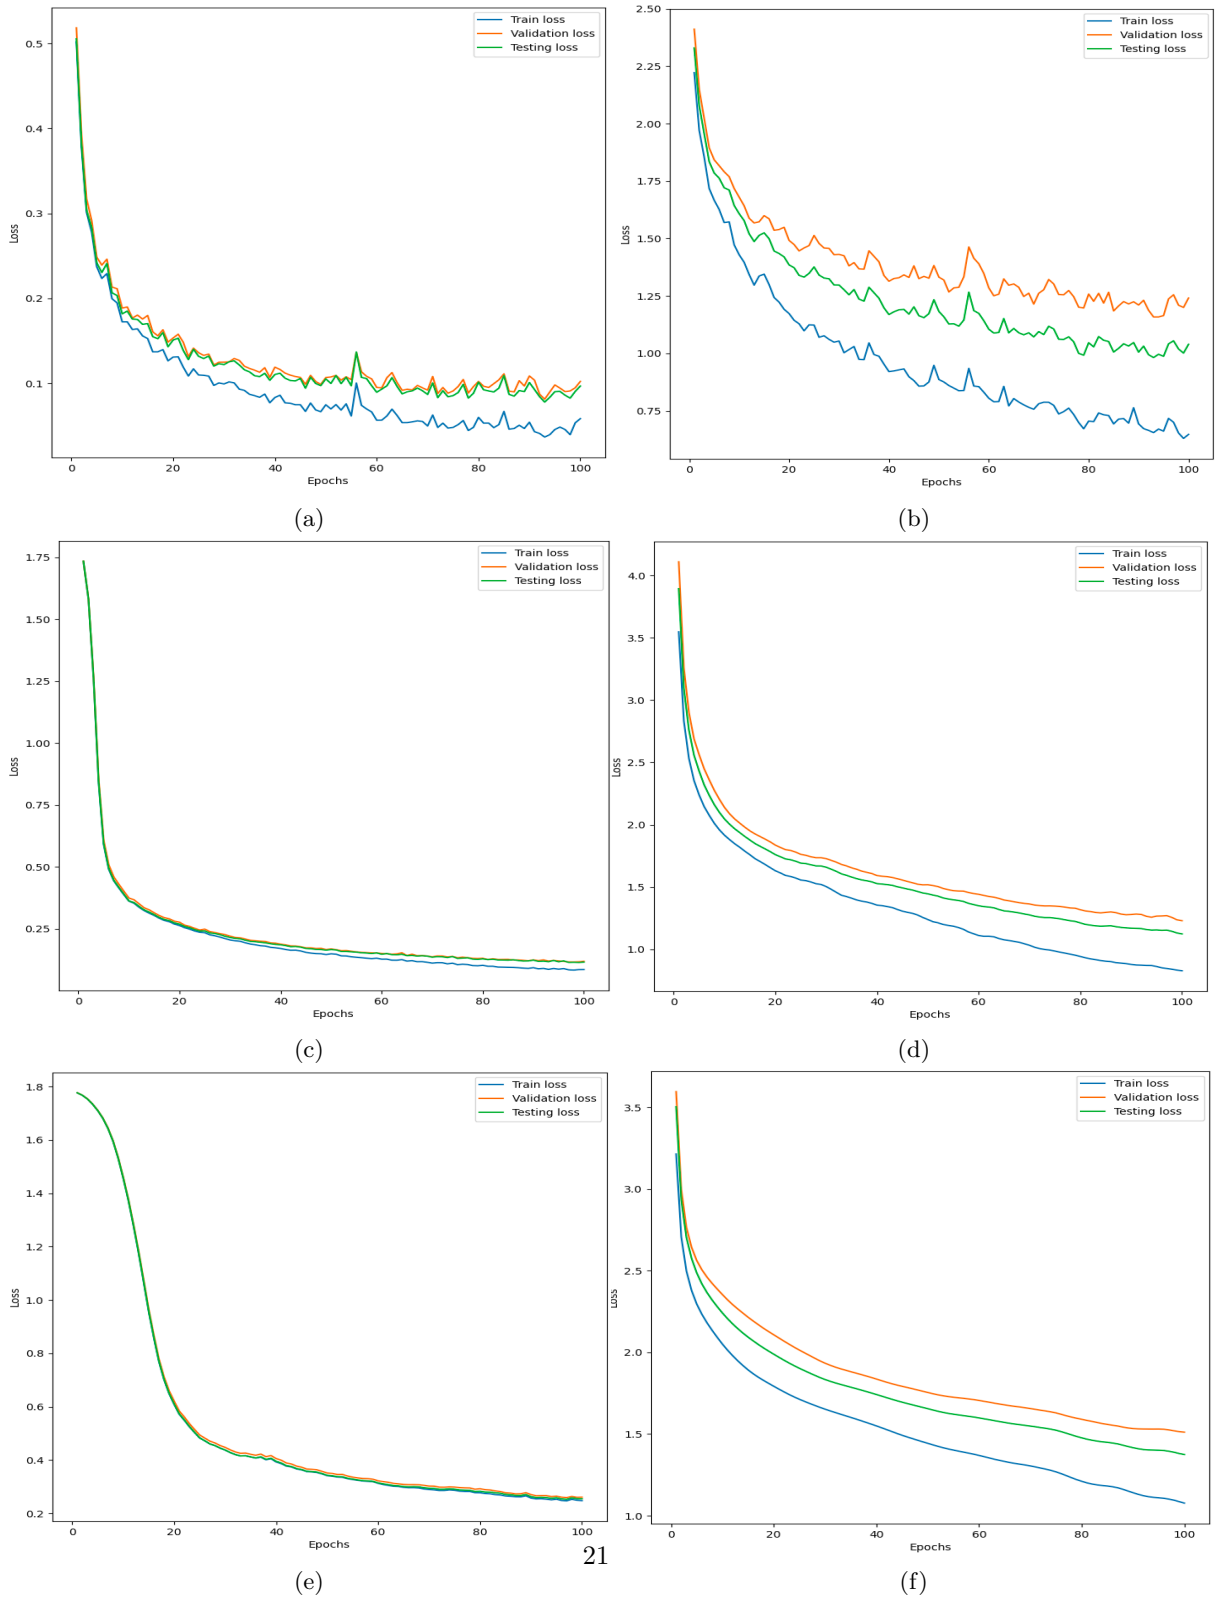 Train loss
Validation loss
Testing loss
0.5
0.4
0.3
0.2
0.1
Loss
0 20 40 60 80 100
Epochs
(a)
Train loss
Validation loss
Testing loss
2.50
2.25
2.00
1.75
1.50
1.25
1.00
0.75
Loss
0 20 40 60 80 100
Epochs
(b)
Train loss
Validation loss
Testing loss
1.75
1.50
1.25
1.00
0.75
0.50
0.25
Loss
0 20 40 60 80 100
Epochs
(c)
Train loss
Validation loss
Testing loss
4.0
3.5
3.0
2.5
2.0
1.5
1.0
Loss
0 20 40 60 80 100
Epochs
(d)
Train loss
Validation loss
Testing loss
1.8
1.6
1.4
1.2
1.0
0.8
0.6
0.4
0.2
Loss
0 20 40 60 80 100
Epochs
(e)
Train loss
Validation loss
Testing loss
3.5
3.0
2.5
2.0
1.5
1.0
Loss
0 20 40 60 80 100
Epochs
(f)
21